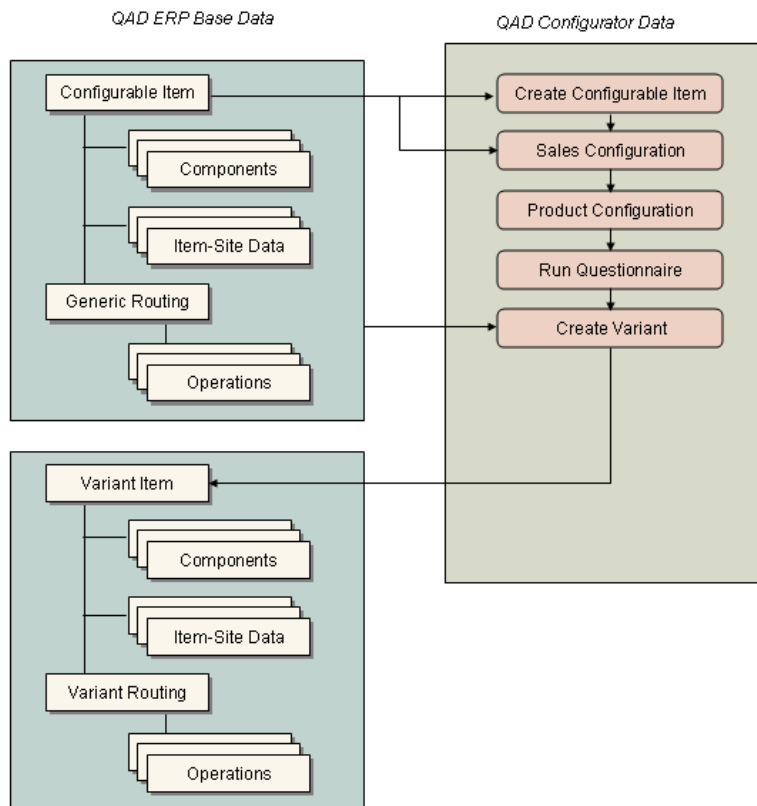 QAD ERP Base Data
QAD Configurator Data
Configurable Item
Components
Item-Site Data
Generic Routing
Operations
Create Configurable Item
Sales Configuration
Product Configuration
Run Questionnaire
Create Variant
Variant Item
Components
Item-Site Data
Variant Routing
Operations